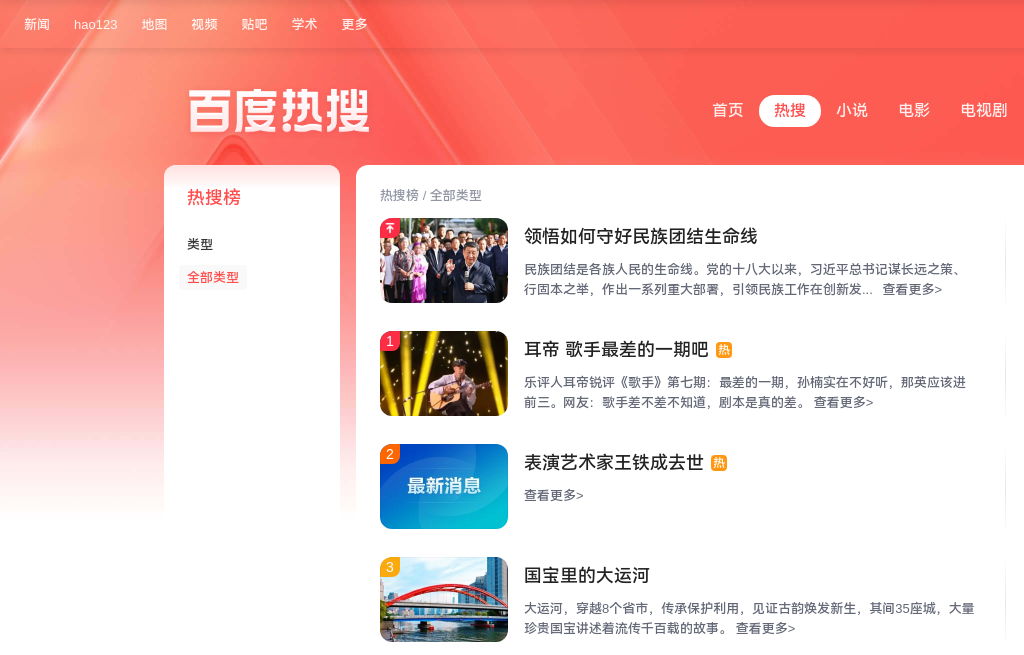 新闻 hao123 地图 视频 贴吧 学术 更多
百度热搜
首页 热搜 小说 电影 电视剧
热搜榜
类型
全部类型
热搜榜 / 全部类型
领悟如何守好民族团结生命线
民族团结是各族人民的生命线。党的十八大以来，习近平总书记谋长远之策、
行固本之举，作出一系列重大部署，引领民族工作在创新发... 查看更多>
1
耳帝 歌手最差的一期吧 热
乐评人耳帝锐评《歌手》第七期：最差的一期，孙楠实在不好听，那英应该进
前三。网友：歌手差不差不知道，剧本是真的差。 查看更多>
2
最新消息
表演艺术家王铁成去世 热
查看更多>
3
国宝里的大运河
大运河，穿越8个省市，传承保护利用，见证古韵焕发新生，其间35座城，大量
珍贵国宝讲述着流传千百载的故事。 查看更多>